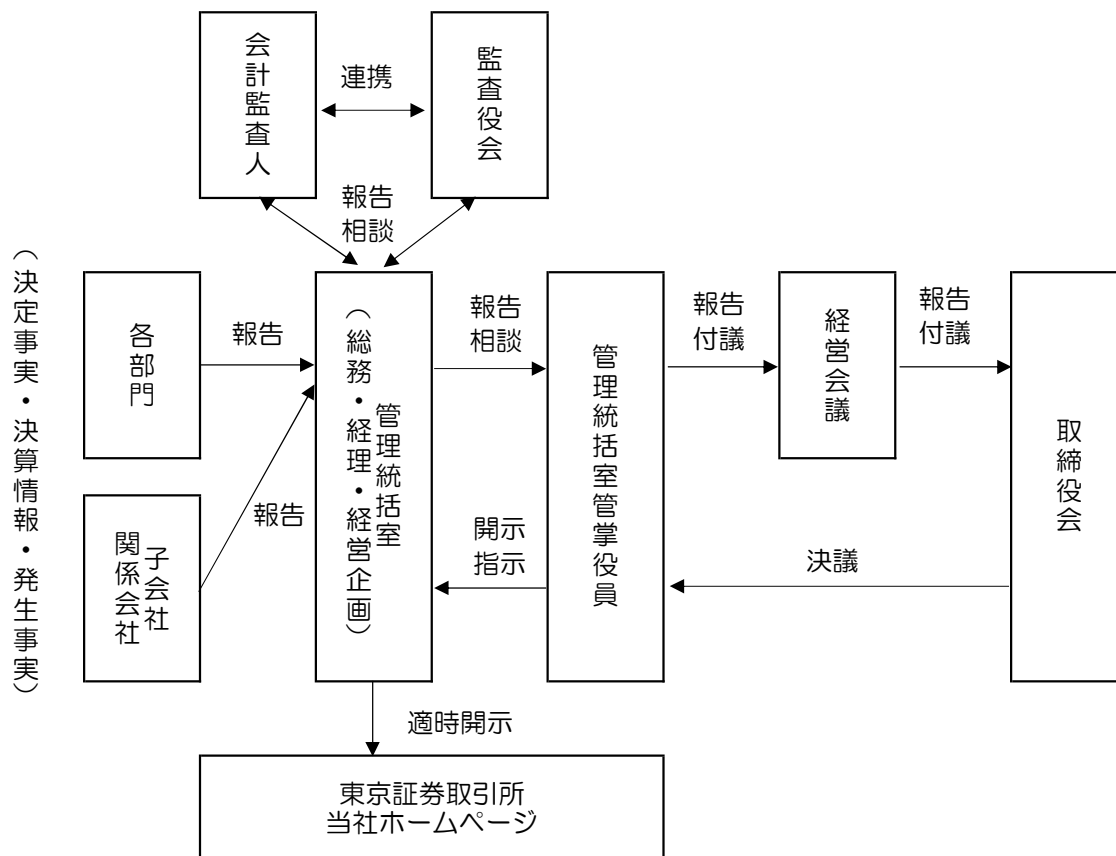 会計監査人
連携
監査役会
報告
相談
（決定事実・決算情報・発生事実）
各部門
報告
子会社
関係会社
報告
管理統括室
（総務・経理・経営企画）
報告
相談
開示
指示
管理統括室管掌役員
報告
付議
経営会議
報告
付議
決議
取締役会
適時開示
東京証券取引所
当社ホームページ